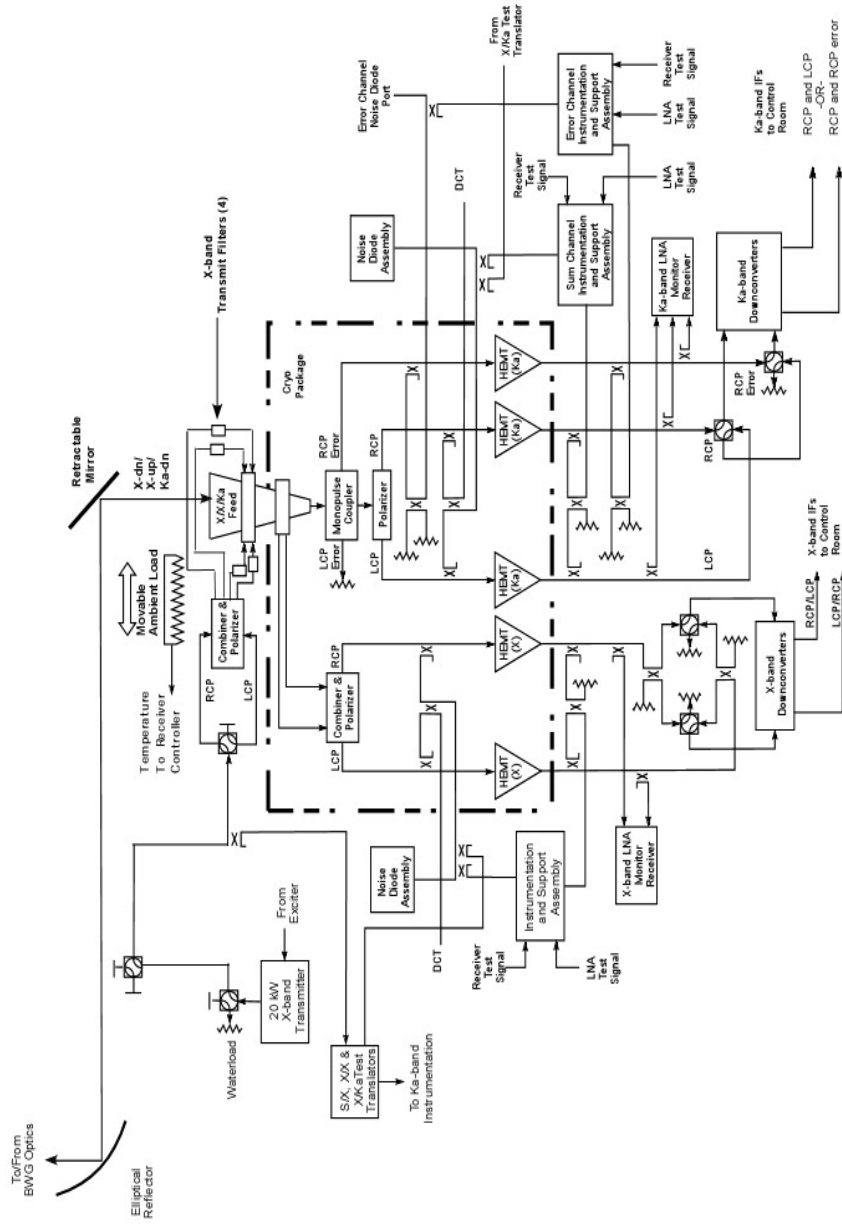 To/From
BWG Optics
Elliptical
Reflector
Retractable
Mirror
X-dn/
X-up/
Ka-dn
X/X/Ka
Feed
X-band
Transmit Filters (4)
Movable
Ambient Load
Temperature
To Receiver
Controller
RCP
LCP
Combiner &
Polarizer
Waterload
20 kW
X-band
Transmitter
From
Exciter
S/X, X/X &
X/KaTest
Translators
To Ka-band
Instrumentation
Cryo
Package
Combiner &
Polarizer
LCP
RCP
Monopulse
Coupler
LCP
Error
RCP
Error
Polarizer
LCP
RCP
HEMT
(X)
HEMT
(X)
HEMT
(Ka)
HEMT
(Ka)
HEMT
(Ka)
Noise
Diode
Assembly
DCT
Receiver
Test
Signal
LNA
Test
Signal
Instrumentation
and Support
Assembly
X-band LNA
Monitor
Receiver
X-band
Downconverters
RCP/LCP
LCP/RCP
X-band IFs
to Control
Room
Noise
Diode
Assembly
Error Channel
Noise Diode
Port
DCT
From
X/Ka Test
Translator
Receiver
Test
Signal
LNA
Test
Signal
Sum Channel
Instrumentation
and Support
Assembly
Error Channel
Instrumentation
and Support
Assembly
LNA
Test
Signal
Receiver
Test
Signal
Ka-band LNA
Monitor
Receiver
LCP
RCP
RCP
Error
Ka-band
Downconverters
Ka-band IFs
to Control
Room
RCP and LCP
-OR-
RCP and RCP error